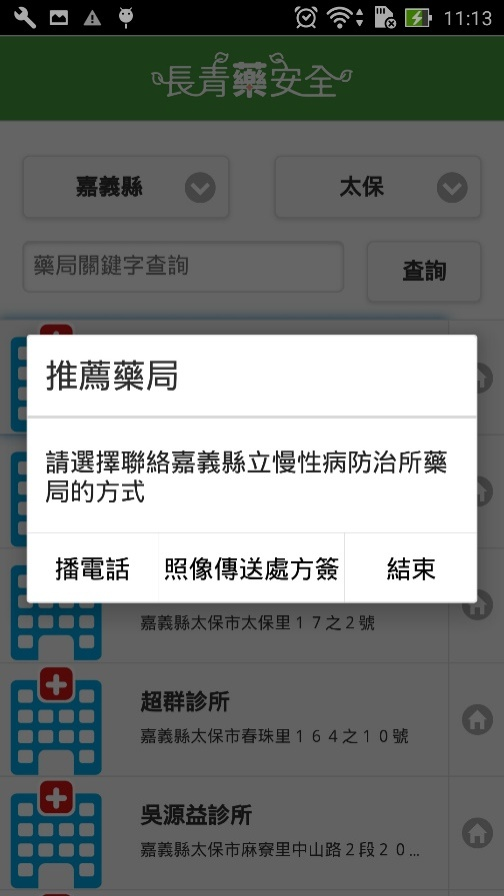 11:13
長青藥安全
嘉義縣
太保
藥局關鍵字查詢
查詢
推薦藥局
請選擇聯絡嘉義縣立慢性病防治所藥
局的方式
播電話
照像傳送處方簽
結束
嘉義縣太保市太保里１７之２號
超群診所
嘉義縣太保市春珠里１６４之１０號
吳源益診所
嘉義縣太保市麻寮里中山路２段２０...